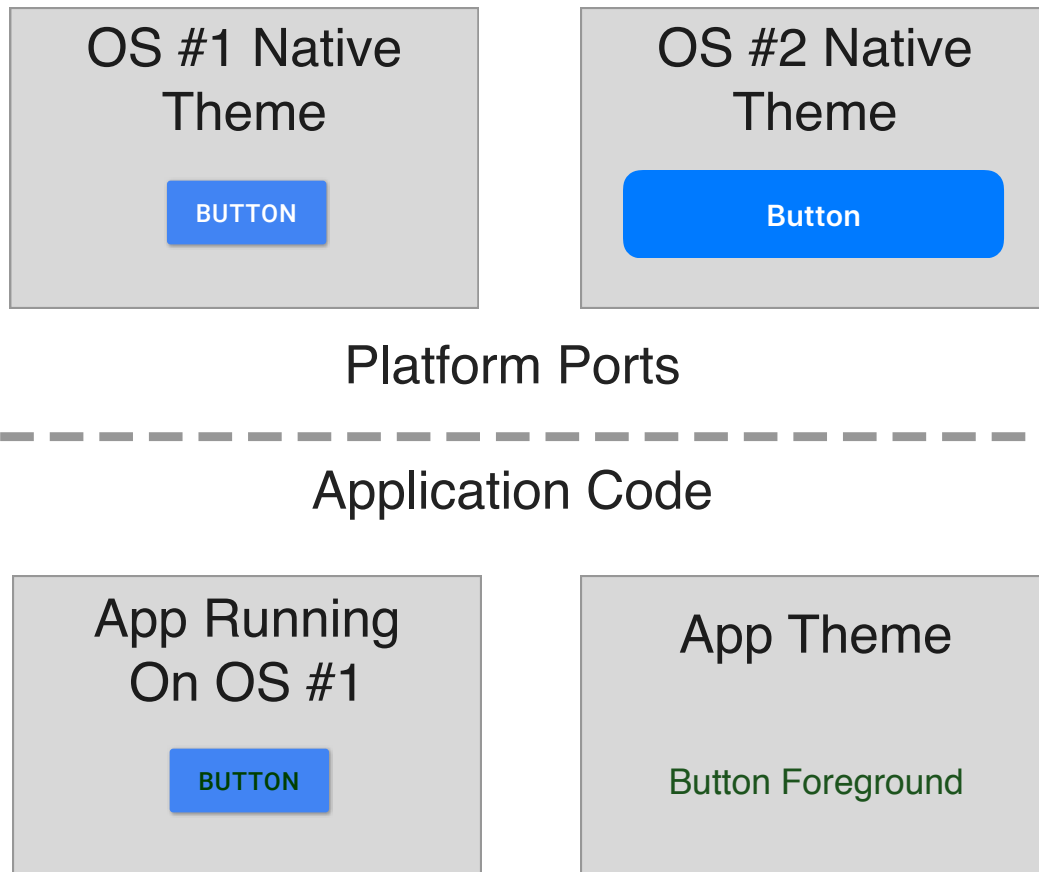 OS #1 Native
Theme
BUTTON
OS #2 Native
Theme
Button
Platform Ports
Application Code
App Running
On OS #1
BUTTON
App Theme
Button Foreground